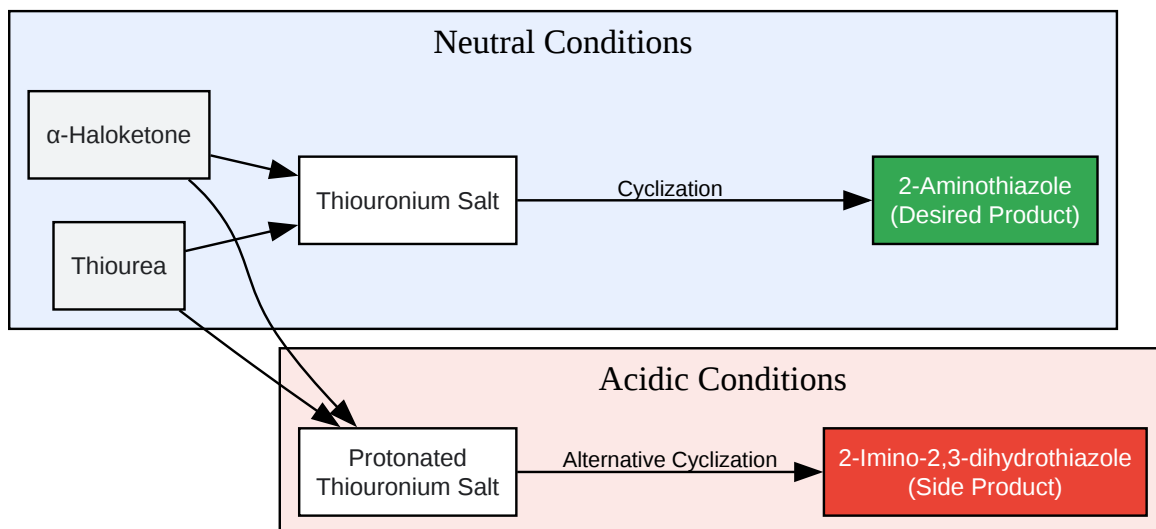 Neutral Conditions
α-Haloketone
Thiourea
Thiouronium Salt
Cyclization
2-Aminothiazole
(Desired Product)
Acidic Conditions
Protonated
Thiouronium Salt
Alternative Cyclization
2-Imino-2,3-dihydrothiazole
(Side Product)